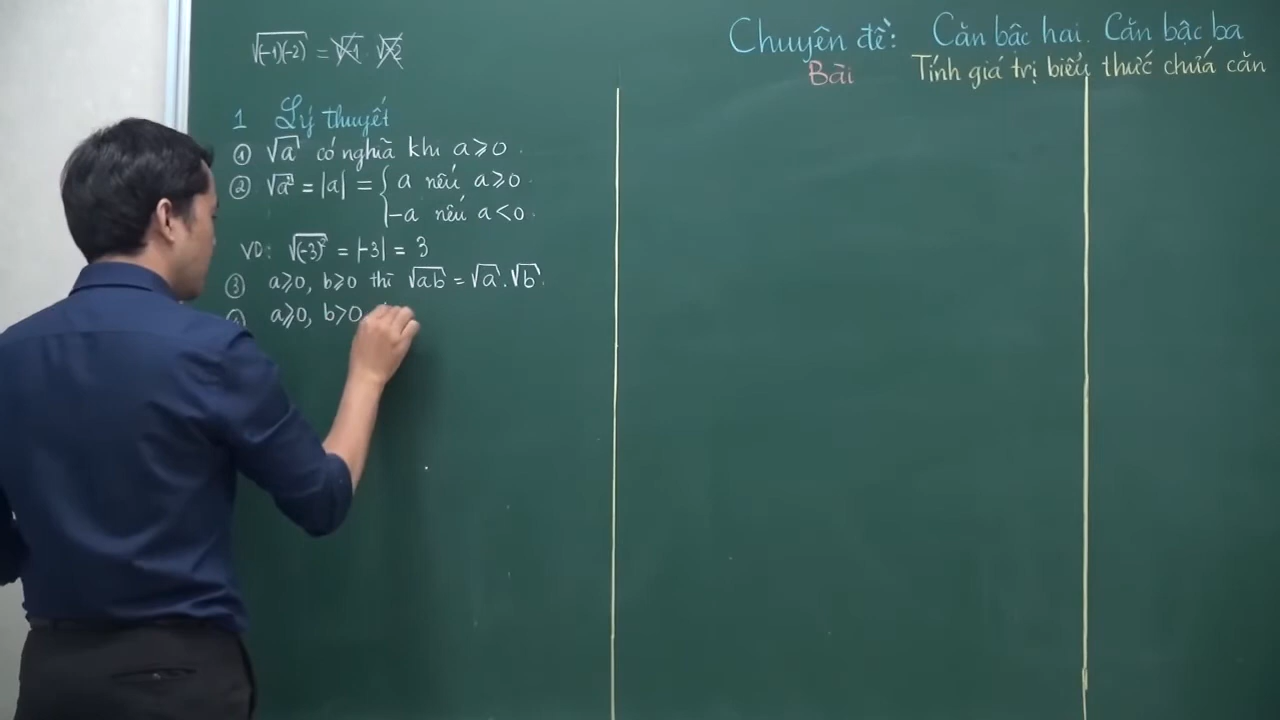 Chuyên đề: Căn bậc hai. Căn bậc ba
Bài Tính giá trị biểu thức chứa căn
√(-1)(-2) = √-1 . √-2
1 Lý thuyết
① √a có nghĩa khi a ⩾ 0.
② √a² = |a| = { a nếu a ⩾ 0.
-a nếu a < 0.
VD: √(-3)² = |-3| = 3
③ a ⩾ 0, b ⩾ 0 thì √ab = √a . √b.
④ a ⩾ 0, b > 0